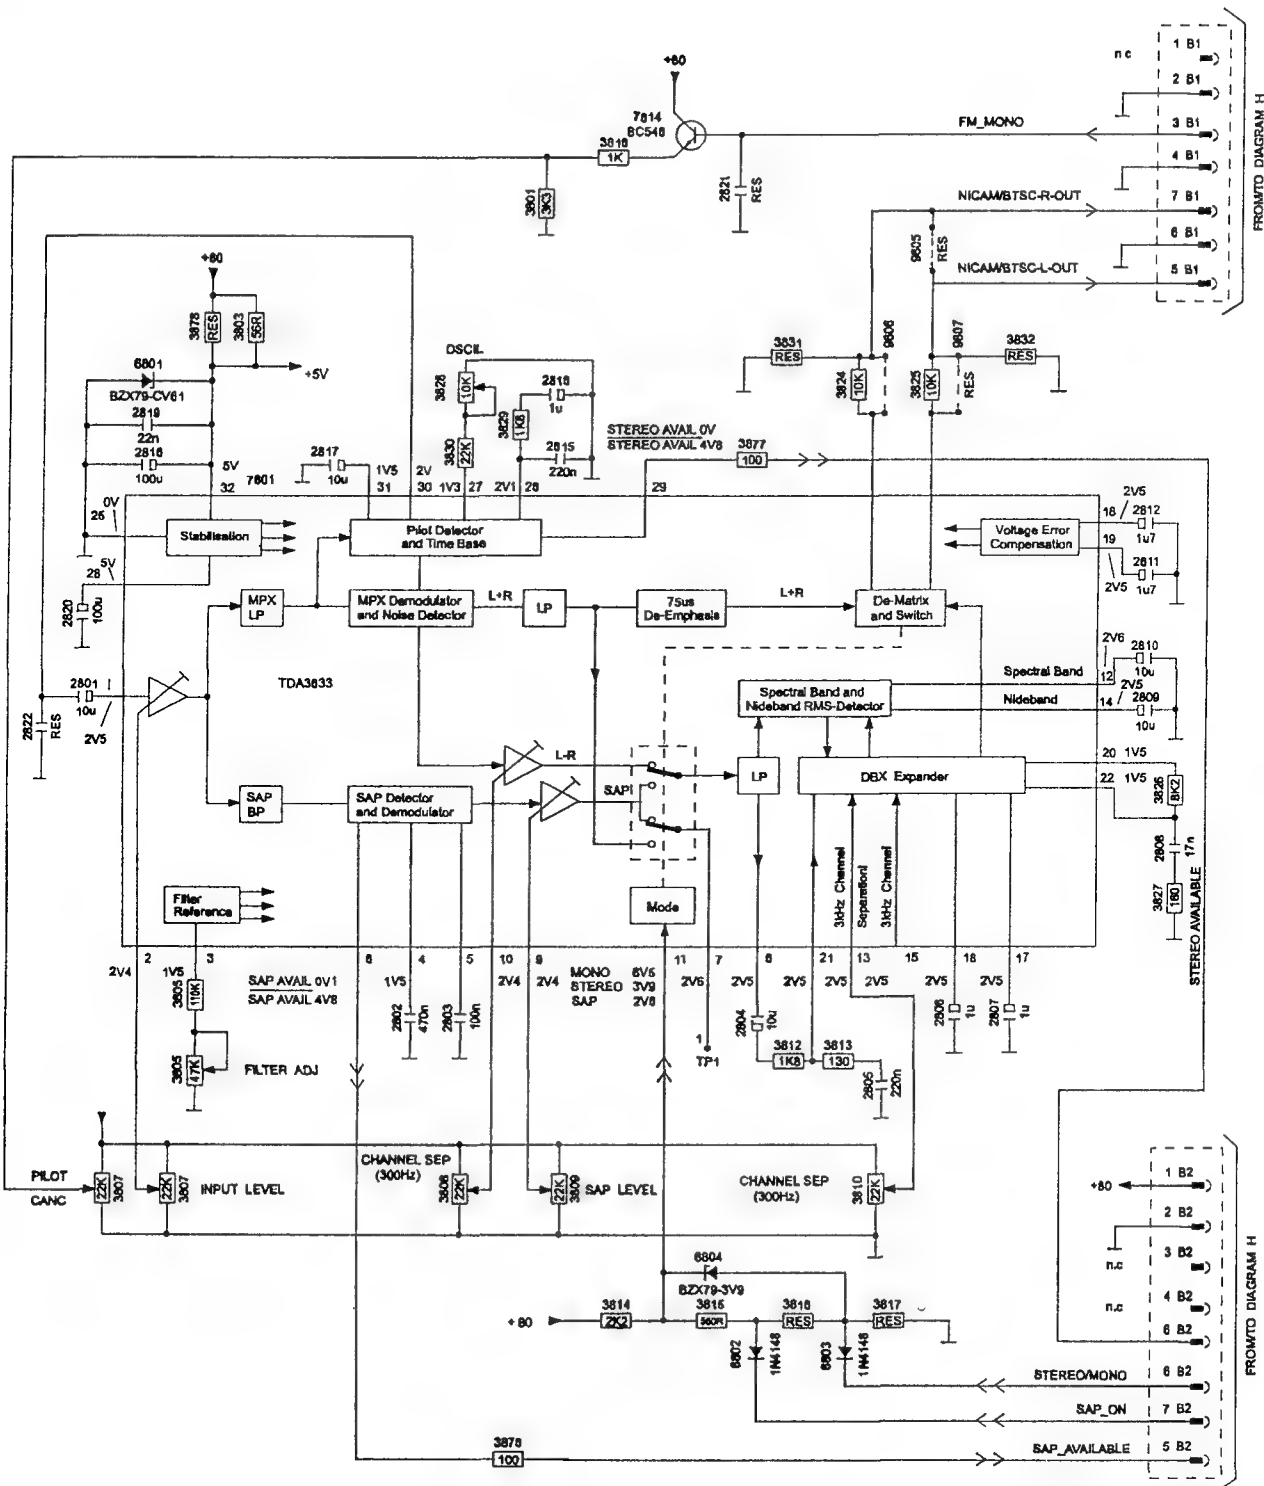 n c
1 B1
2 B1
FM_MONO
3 B1
4 B1
NICAM/BTSC-R-OUT
7 B1
6 B1
NICAM/BTSC-L-OUT
5 B1
FROM/TO DIAGRAM H
+80
7814
BC548
3816
1K
3801
3K3
2821
RES
9805
RES
+80
3878
RES
3803
56R
+5V
6801
BZX79-CV61
2819
22n
2816
100u
5V
7801
32
OSCIL
3828
10K
3829
1K8
2818
1u
3830
22K
2815
220n
2817
10u
1V5
2V
31
30
1V3
27
2V1
28
STEREO AVAIL 0V
STEREO AVAIL 4V8
3877
100
29
3831
RES
9806
3824
10K
9807
3825
10K
RES
3832
RES
0V
26
Stabilisation
5V
28
2820
100u
Pilot Detector
and Time Base
Voltage Error
Compensation
18
2V5
2812
1u7
19
2V5
2811
1u7
MPX
LP
MPX Demodulator
and Noise Detector
L+R
LP
75us
De-Emphasis
L+R
De-Matrix
and Switch
TDA3833
2801
10u
1
2V5
2822
RES
Spectral Band and
Nideband RMS-Detector
Spectral Band
2V6
12
2810
10u
Nideband
2V5
14
2809
10u
L-R
SAP
LP
DBX Expander
20
1V5
22
1V5
3826
8K2
2808
17n
3827
180
STEREO AVAILABLE
SAP
BP
SAP Detector
and Demodulator
Filter
Reference
Mode
3kHz Channel
Separation!
3kHz Channel
2
3
6
4
5
10
9
11
7
8
21
13
15
18
17
2V4
1V5
SAP AVAIL 0V1
SAP AVAIL 4V8
1V5
2V4
2V4
MONO 6V5
STEREO 3V9
SAP 2V8
2V6
2V5
2V5
2V5
2V5
2V5
2V5
3805
110K
3805
47K
FILTER ADJ
2802
470n
2803
100n
1
TP1
2804
10u
3812
1K8
3813
130
2805
220n
2806
1u
2807
1u
PILOT
CANC
22K
3807
22K
3807
INPUT LEVEL
CHANNEL SEP
(300Hz)
3808
22K
22K
3809
SAP LEVEL
CHANNEL SEP
(300Hz)
3810
22K
6804
BZX79-3V9
+80
3814
2K2
3815
560R
3816
RES
3817
RES
6802
1N4148
6803
1N4148
+80
1 B2
2 B2
n.c
3 B2
n.c
4 B2
6 B2
STEREO/MONO
6 B2
SAP_ON
7 B2
3876
100
SAP_AVAILABLE
5 B2
FROM/TO DIAGRAM H